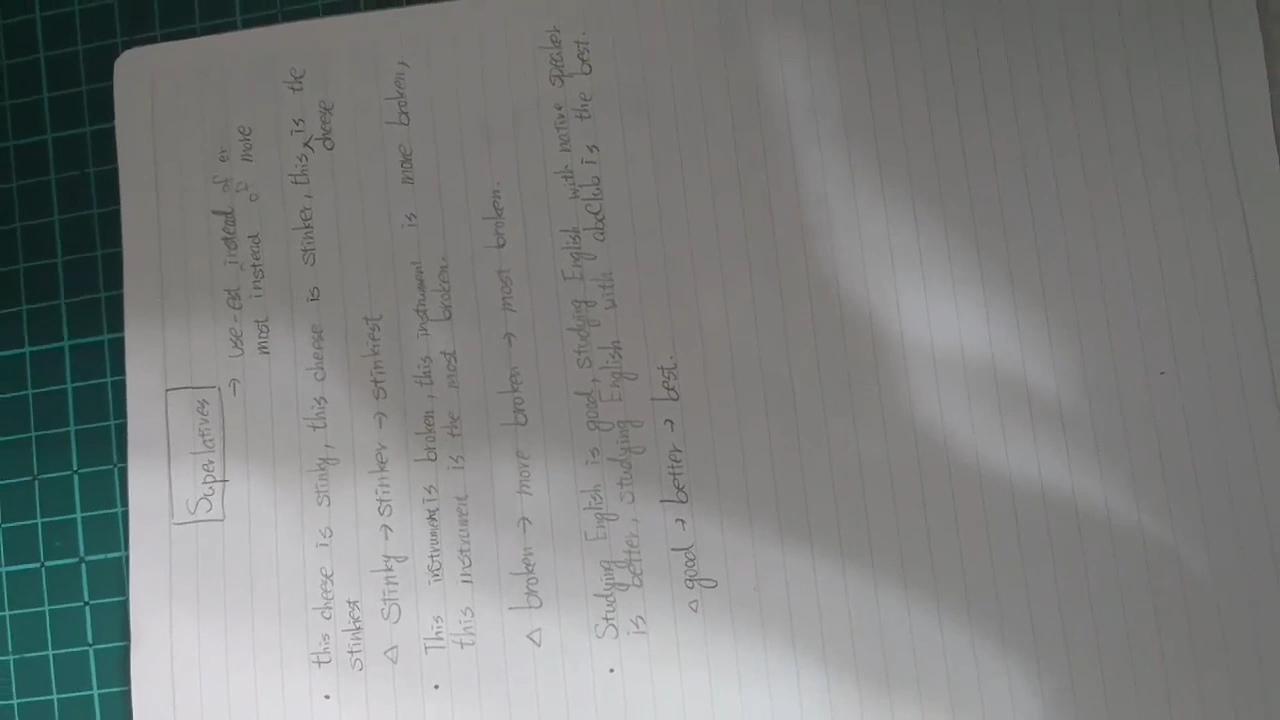 Superlatives
→ use -est instead of er
most instead of more
• this cheese is stinky, this cheese is stinker, this ^ is the
cheese
stinkiest
△ Stinky → stinker → stinkiest
• This instrument is broken, this instrument is more broken,
this instrument is the most broken.
△ broken → more broken → most broken.
• Studying English is good, studying English with native speaker
is better, studying English with abcClub is the best.
△ good → better → best.